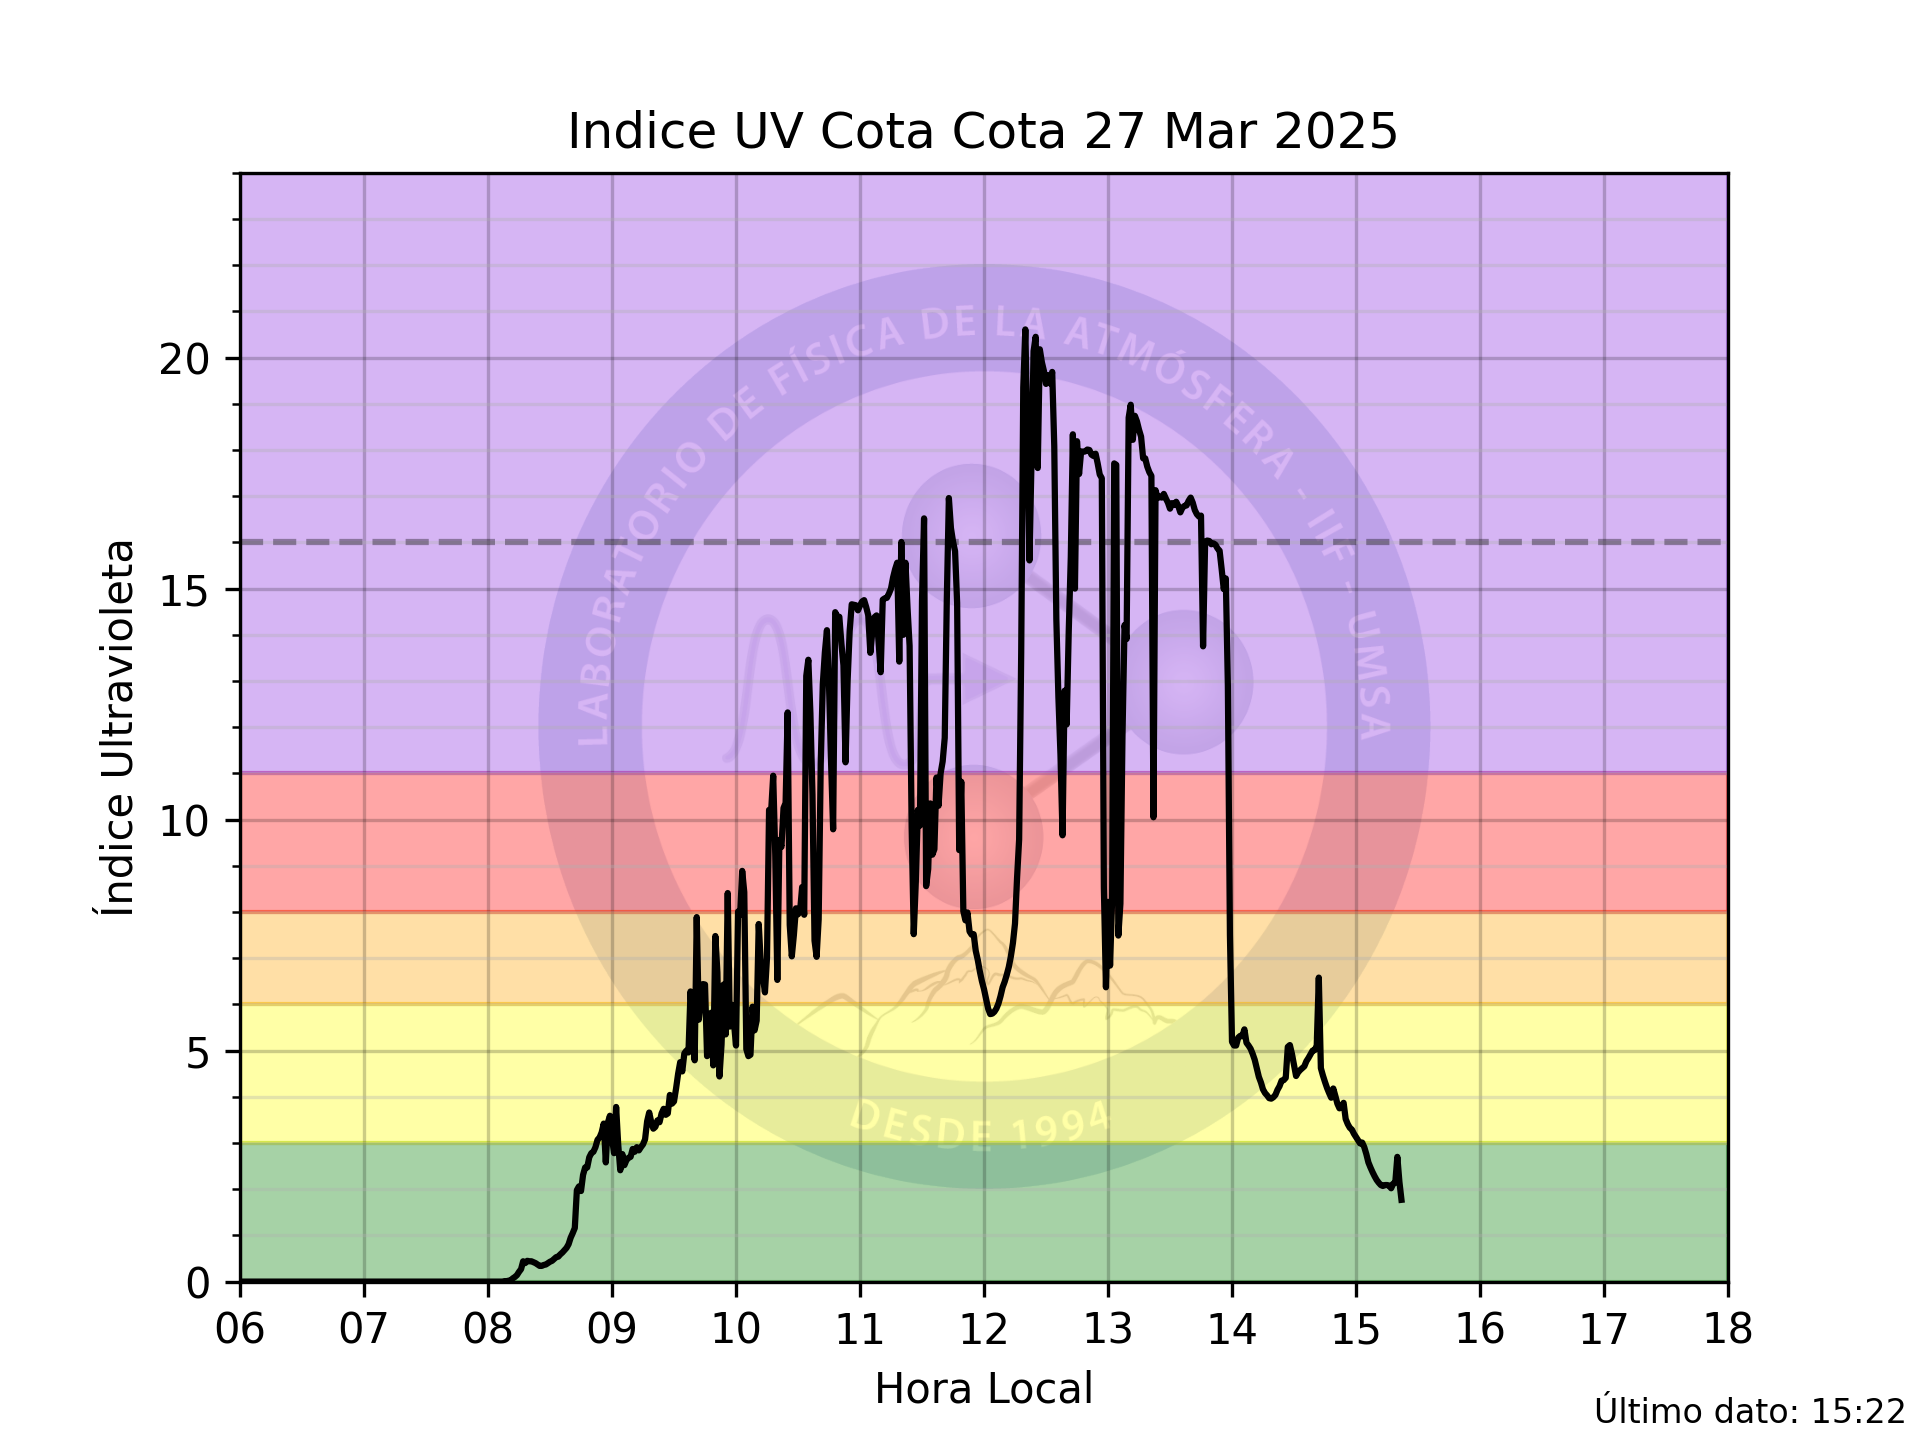 Indice UV Cota Cota 27 Mar 2025
LABORATORIO DE FÍSICA DE LA ATMÓSFERA - IIF - UMSA
DESDE 1994
Índice Ultravioleta
20
15
10
5
0
06 07 08 09 10 11 12 13 14 15 16 17 18
Hora Local
Último dato: 15:22